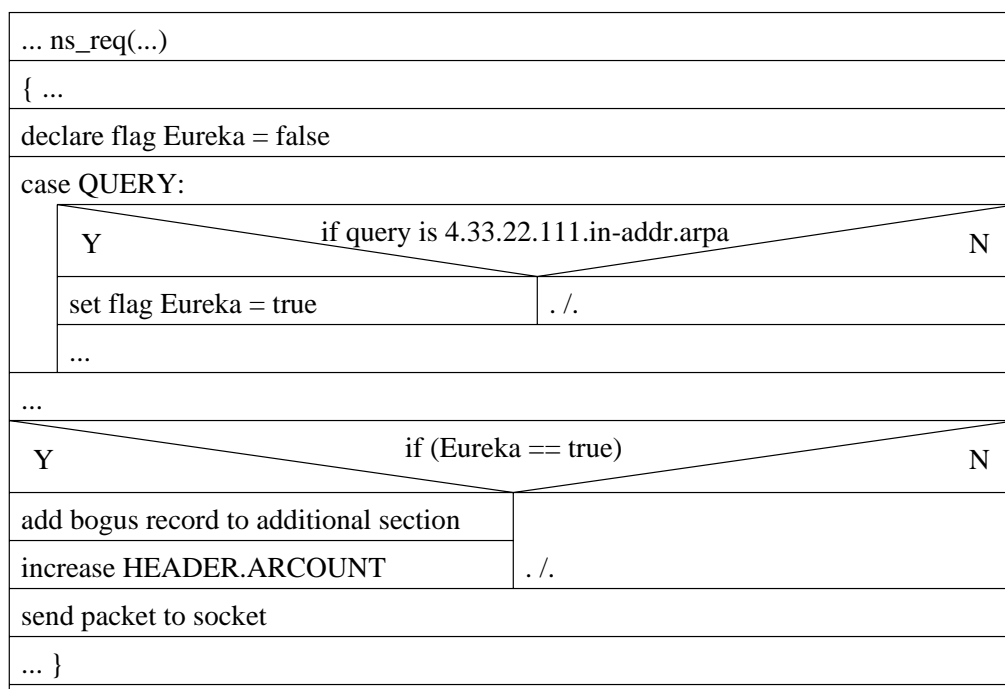 ... ns_req(...)
{ ...
declare flag Eureka = false
case QUERY:
if query is 4.33.22.111.in-addr.arpa
Y
N
set flag Eureka = true
. /.
...
...
if (Eureka == true)
Y
N
add bogus record to additional section
increase HEADER.ARCOUNT
. /.
send packet to socket
... }